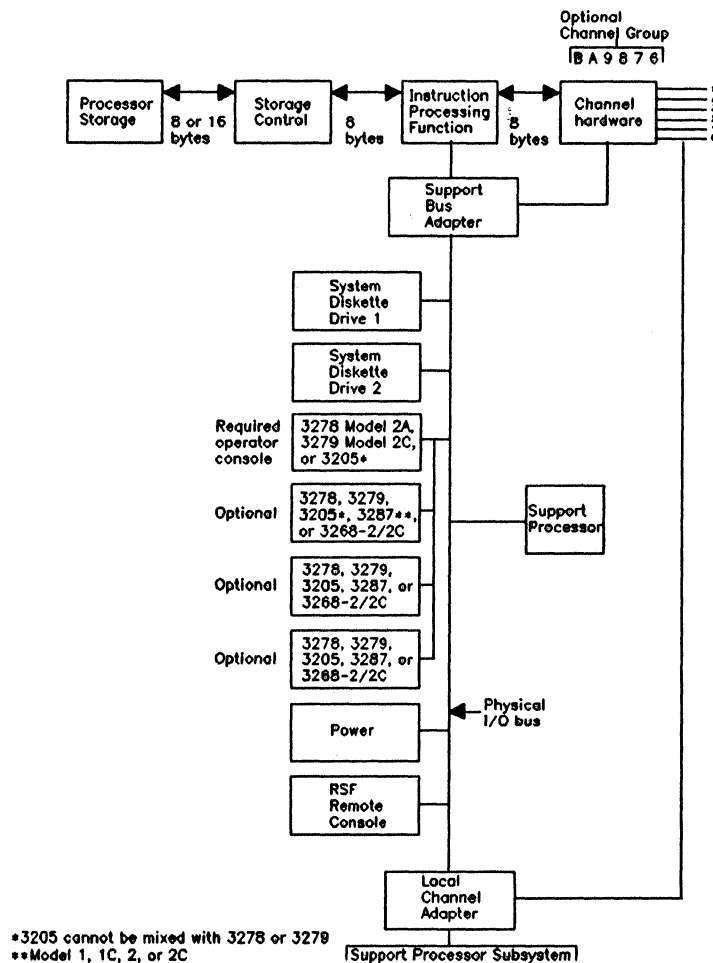 Optional
Channel Group
B A 9 8 7 6
Processor
Storage
8 or 16
bytes
Storage
Control
8
bytes
Instruction
Processing
Function
8
bytes
Channel
hardware
Support
Bus
Adapter
System
Diskette
Drive 1
System
Diskette
Drive 2
Required
operator
console
3278 Model 2A,
3279 Model 2C,
or 3205*
Optional
3278, 3279,
3205*, 3287**,
or 3268-2/2C
Support
Processor
Optional
3278, 3279,
3205, 3287, or
3268-2/2C
Optional
3278, 3279,
3205, 3287, or
3268-2/2C
Physical
I/O bus
Power
RSF
Remote
Console
Local
Channel
Adapter
*3205 cannot be mixed with 3278 or 3279
**Model 1, 1C, 2, or 2C
Support Processor Subsystem